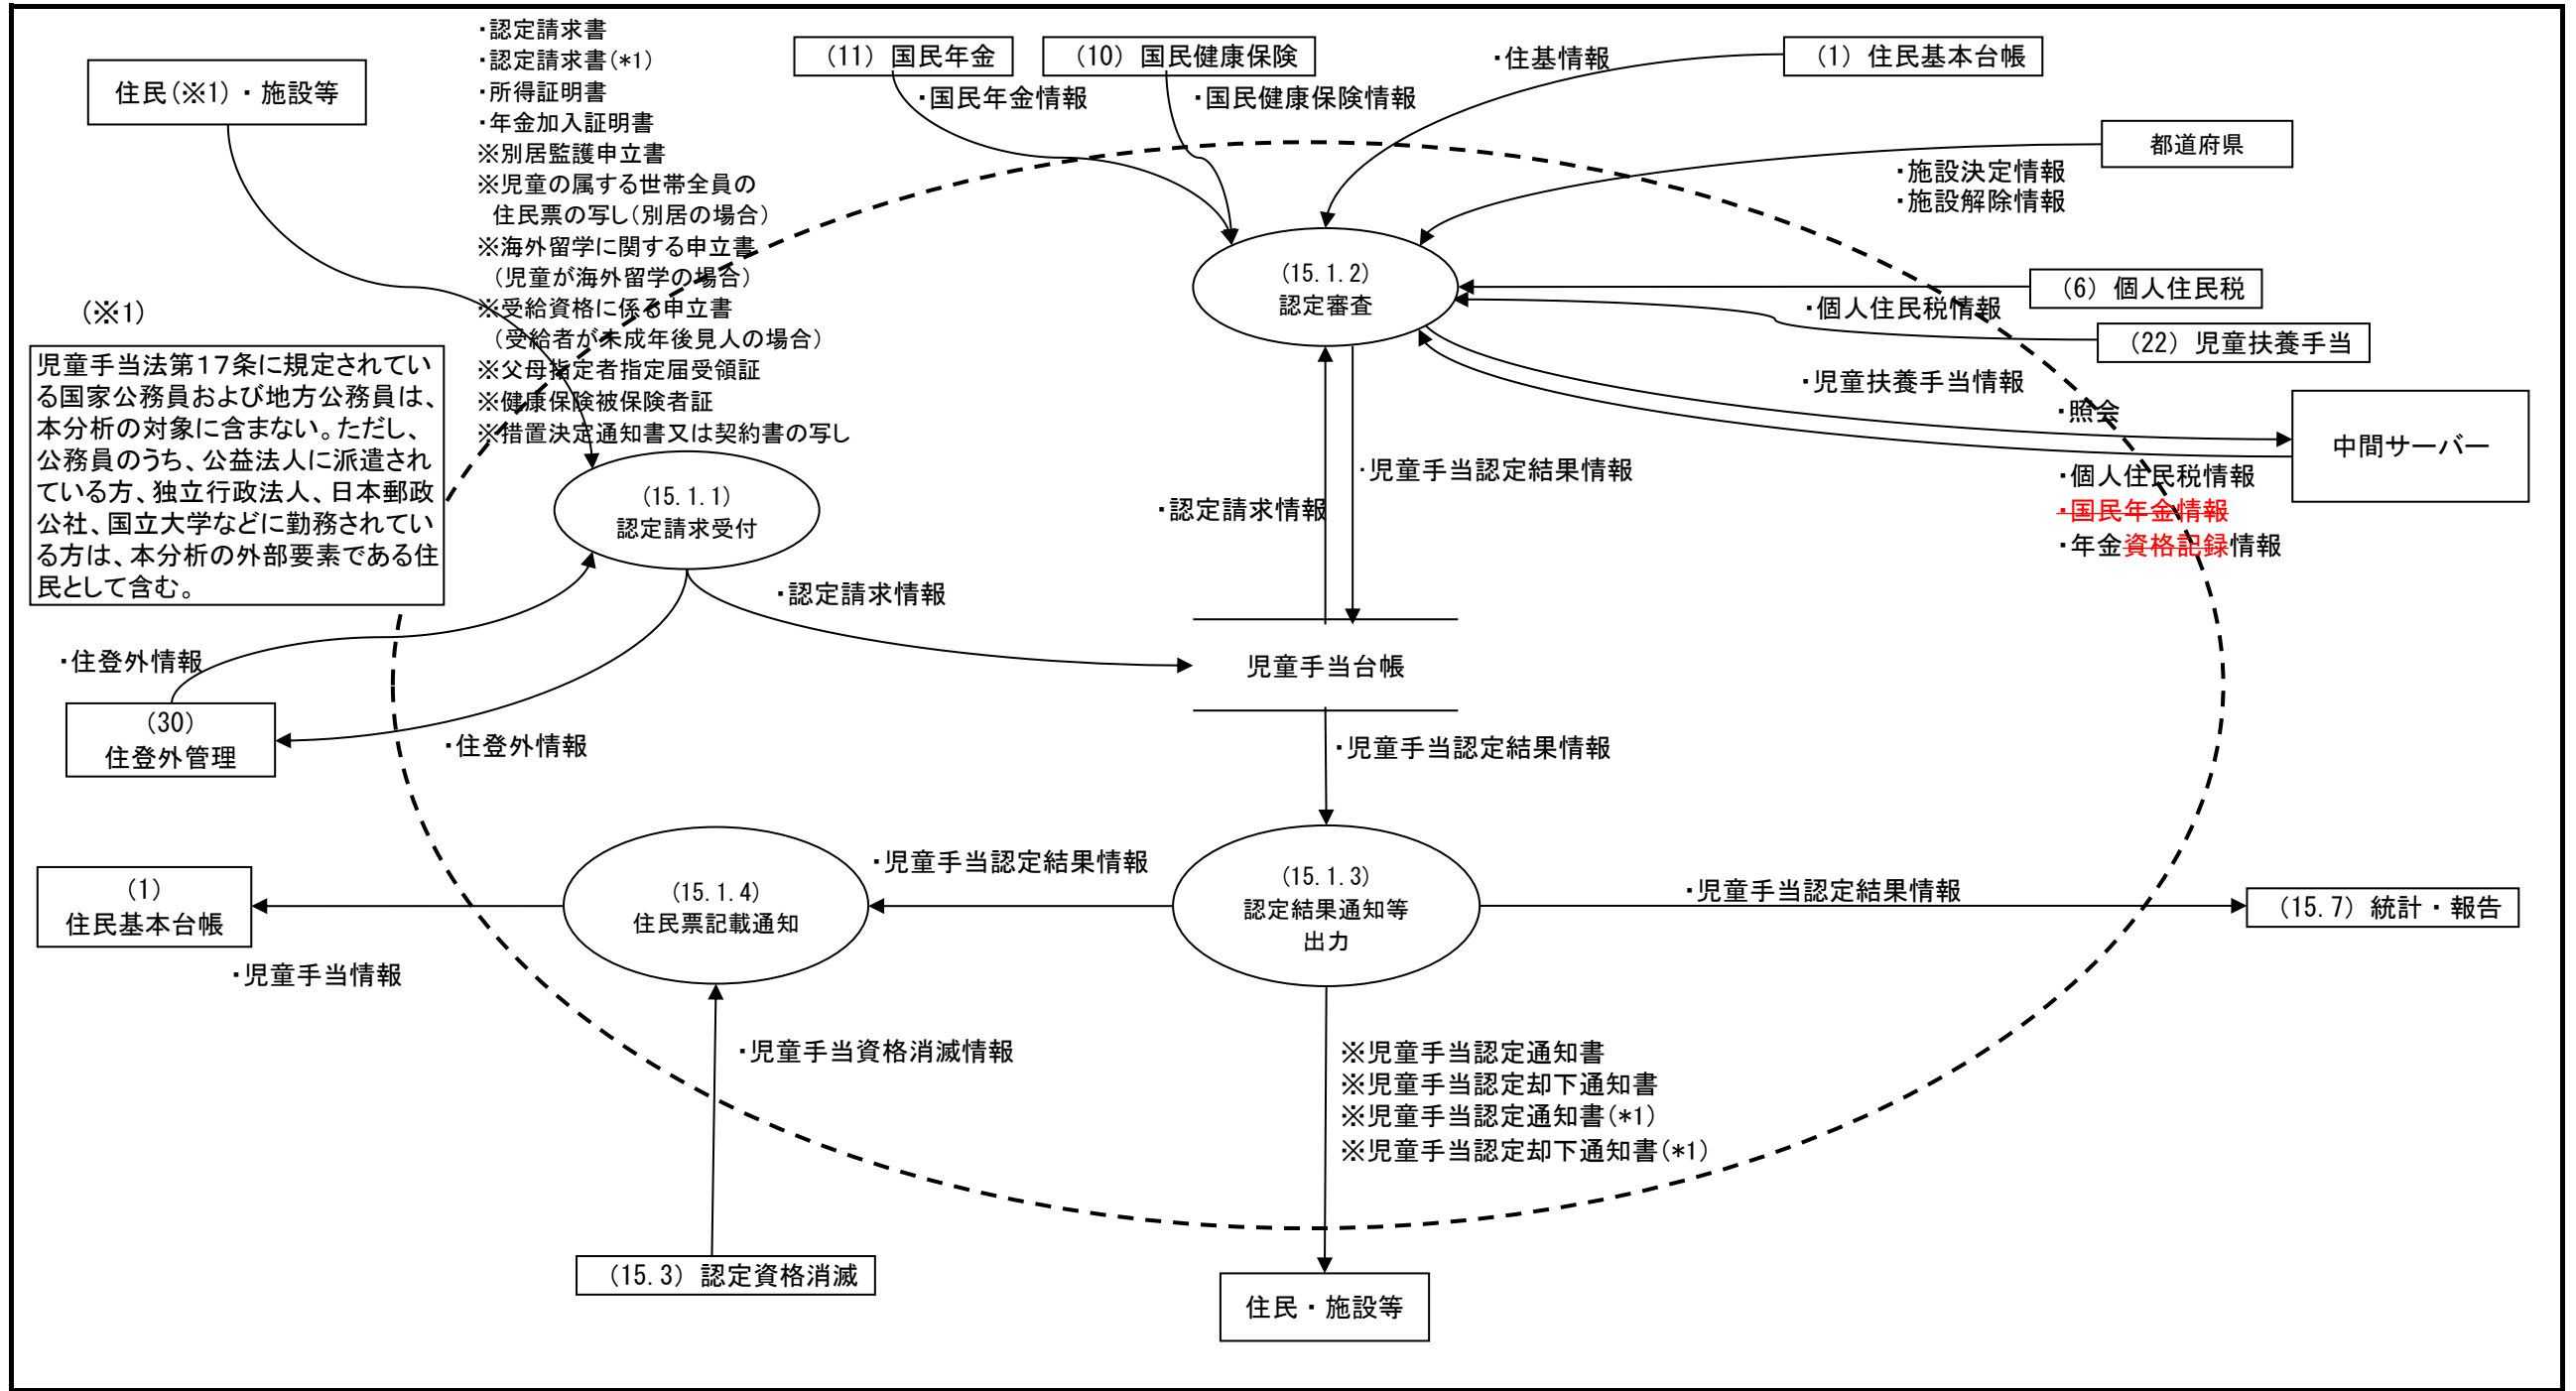 ・認定請求書
・認定請求書(*1)
・所得証明書
・年金加入証明書
※別居監護申立書
※児童の属する世帯全員の
住民票の写し(別居の場合)
※海外留学に関する申立書
(児童が海外留学の場合)
※受給資格に係る申立書
(受給者が未成年後見人の場合)
※父母指定者指定届受領証
※健康保険被保険者証
※措置決定通知書又は契約書の写し
住民(※1)・施設等
(11) 国民年金
(10) 国民健康保険
(1) 住民基本台帳
・住基情報
・国民年金情報
・国民健康保険情報
都道府県
・施設決定情報
・施設解除情報
(15.1.2)
認定審査
(6) 個人住民税
・個人住民税情報
(22) 児童扶養手当
・児童扶養手当情報
・照会
中間サーバー
・個人住民税情報
・国民年金情報
・年金資格記録情報
(※1)
児童手当法第17条に規定されてい
る国家公務員および地方公務員は、
本分析の対象に含まない。ただし、
公務員のうち、公益法人に派遣され
ている方、独立行政法人、日本郵政
公社、国立大学などに勤務されてい
る方は、本分析の外部要素である住
民として含む。
(15.1.1)
認定請求受付
・児童手当認定結果情報
・認定請求情報
・認定請求情報
・住登外情報
児童手当台帳
(30)
住登外管理
・住登外情報
・児童手当認定結果情報
(1)
住民基本台帳
・児童手当情報
(15.1.4)
住民票記載通知
・児童手当認定結果情報
(15.1.3)
認定結果通知等
出力
・児童手当認定結果情報
(15.7) 統計・報告
・児童手当資格消滅情報
※児童手当認定通知書
※児童手当認定却下通知書
※児童手当認定通知書(*1)
※児童手当認定却下通知書(*1)
(15.3) 認定資格消滅
住民・施設等